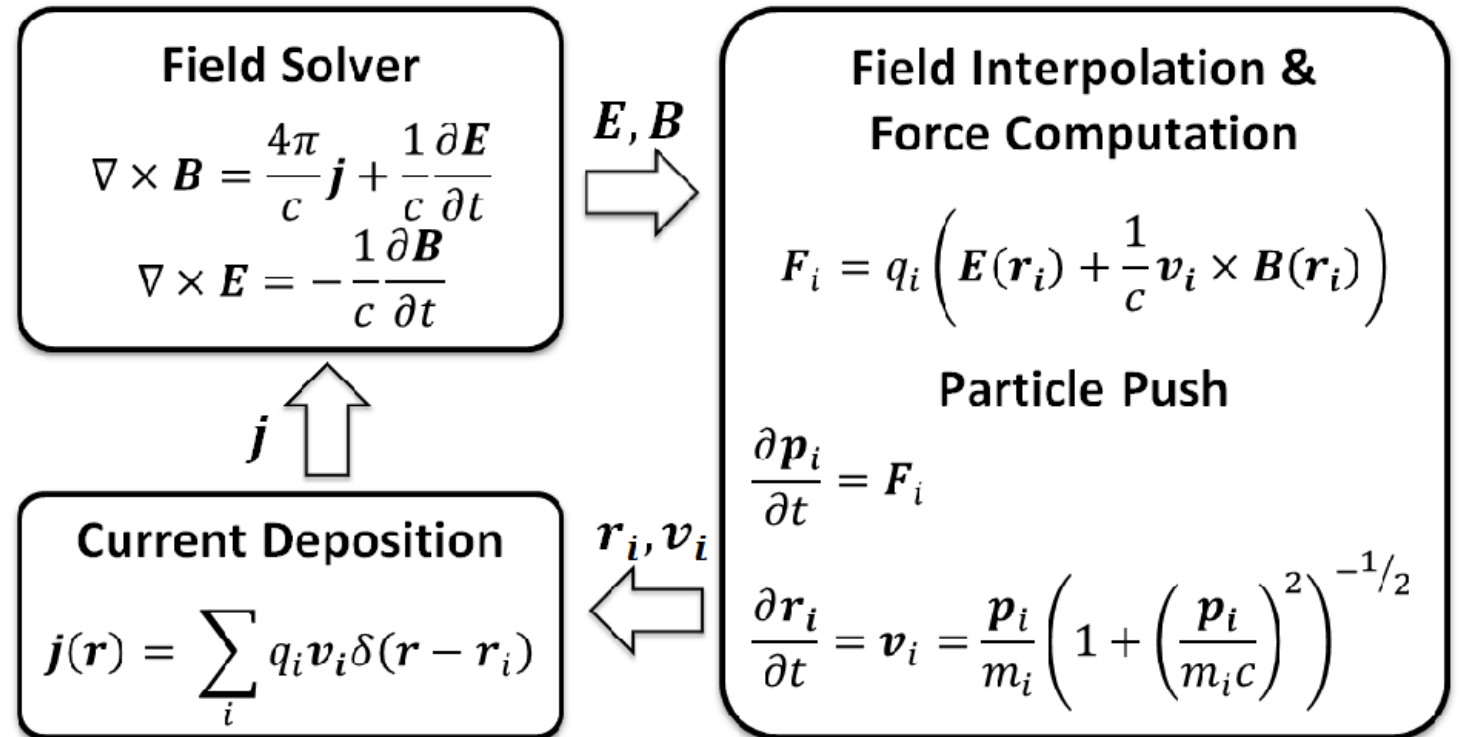 Field Solver
∇ × B = 4π/c j + 1/c ∂E/∂t
∇ × E = − 1/c ∂B/∂t
E, B
Field Interpolation &
Force Computation
F_i = q_i ( E(r_i) + 1/c v_i × B(r_i) )
Particle Push
∂p_i/∂t = F_i
∂r_i/∂t = v_i = p_i/m_i ( 1 + ( p_i/(m_i c) )^2 )^(−1/2)
r_i, v_i
Current Deposition
j(r) = ∑_i q_i v_i δ(r − r_i)
j